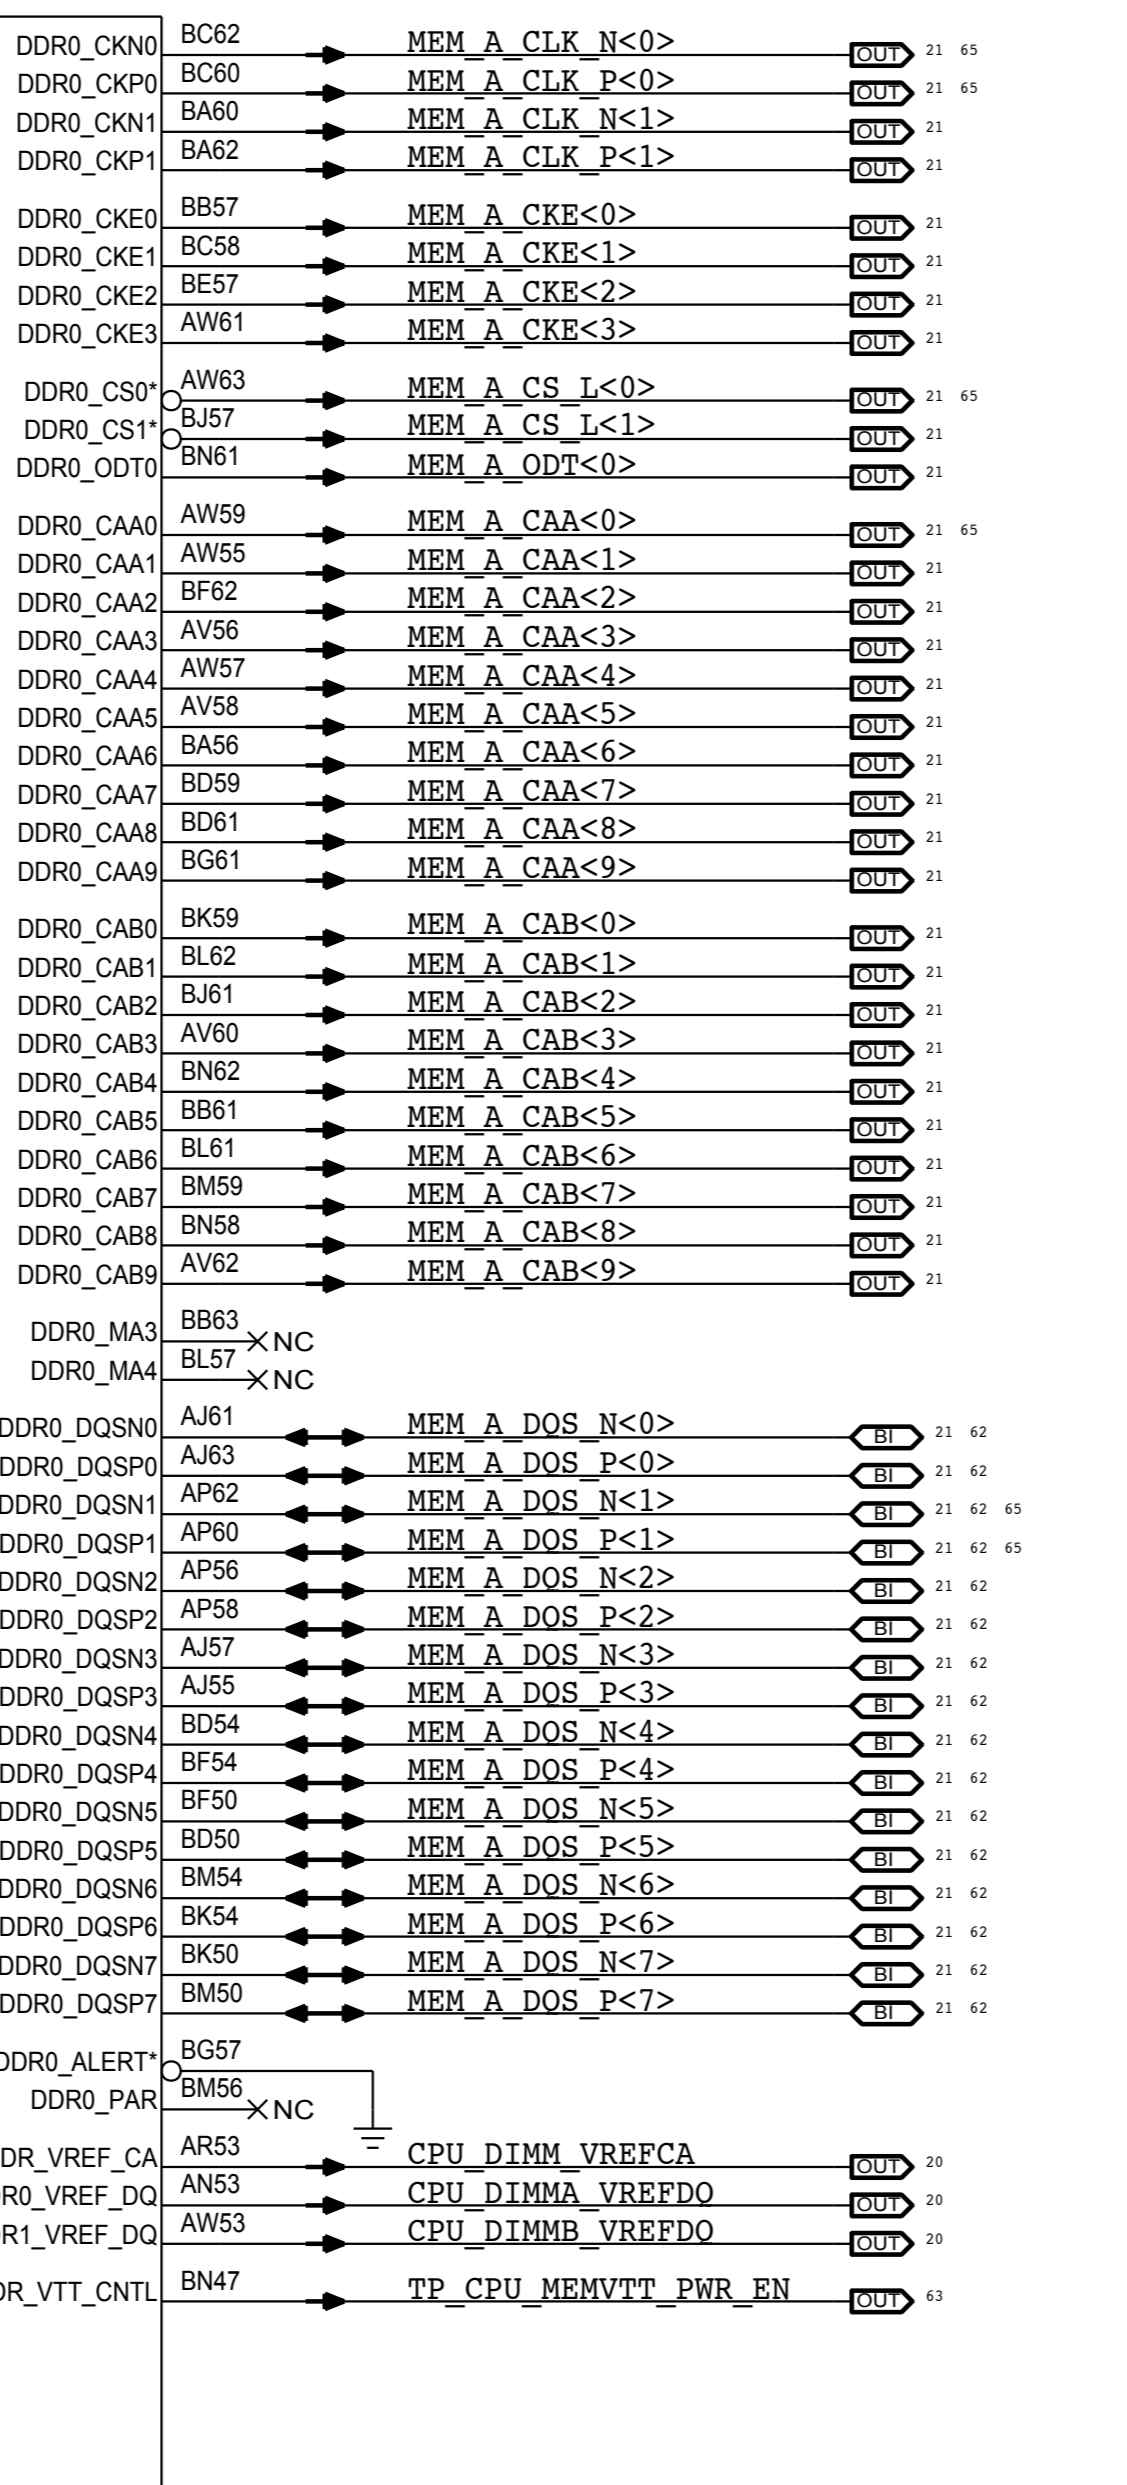 DDR0_CKN0 BC62 MEM_A_CLK_N<0> OUT 21 65
DDR0_CKP0 BC60 MEM_A_CLK_P<0> OUT 21 65
DDR0_CKN1 BA60 MEM_A_CLK_N<1> OUT 21
DDR0_CKP1 BA62 MEM_A_CLK_P<1> OUT 21
DDR0_CKE0 BB57 MEM_A_CKE<0> OUT 21
DDR0_CKE1 BC58 MEM_A_CKE<1> OUT 21
DDR0_CKE2 BE57 MEM_A_CKE<2> OUT 21
DDR0_CKE3 AW61 MEM_A_CKE<3> OUT 21
DDR0_CS0* AW63 MEM_A_CS_L<0> OUT 21 65
DDR0_CS1* BJ57 MEM_A_CS_L<1> OUT 21
DDR0_ODT0 BN61 MEM_A_ODT<0> OUT 21
DDR0_CAA0 AW59 MEM_A_CAA<0> OUT 21 65
DDR0_CAA1 AW55 MEM_A_CAA<1> OUT 21
DDR0_CAA2 BF62 MEM_A_CAA<2> OUT 21
DDR0_CAA3 AV56 MEM_A_CAA<3> OUT 21
DDR0_CAA4 AW57 MEM_A_CAA<4> OUT 21
DDR0_CAA5 AV58 MEM_A_CAA<5> OUT 21
DDR0_CAA6 BA56 MEM_A_CAA<6> OUT 21
DDR0_CAA7 BD59 MEM_A_CAA<7> OUT 21
DDR0_CAA8 BD61 MEM_A_CAA<8> OUT 21
DDR0_CAA9 BG61 MEM_A_CAA<9> OUT 21
DDR0_CAB0 BK59 MEM_A_CAB<0> OUT 21
DDR0_CAB1 BL62 MEM_A_CAB<1> OUT 21
DDR0_CAB2 BJ61 MEM_A_CAB<2> OUT 21
DDR0_CAB3 AV60 MEM_A_CAB<3> OUT 21
DDR0_CAB4 BN62 MEM_A_CAB<4> OUT 21
DDR0_CAB5 BB61 MEM_A_CAB<5> OUT 21
DDR0_CAB6 BL61 MEM_A_CAB<6> OUT 21
DDR0_CAB7 BM59 MEM_A_CAB<7> OUT 21
DDR0_CAB8 BN58 MEM_A_CAB<8> OUT 21
DDR0_CAB9 AV62 MEM_A_CAB<9> OUT 21
DDR0_MA3 BB63 NC
DDR0_MA4 BL57 NC
DDR0_DQSN0 AJ61 MEM_A_DQS_N<0> BI 21 62
DDR0_DQSP0 AJ63 MEM_A_DQS_P<0> BI 21 62
DDR0_DQSN1 AP62 MEM_A_DQS_N<1> BI 21 62 65
DDR0_DQSP1 AP60 MEM_A_DQS_P<1> BI 21 62 65
DDR0_DQSN2 AP56 MEM_A_DQS_N<2> BI 21 62
DDR0_DQSP2 AP58 MEM_A_DQS_P<2> BI 21 62
DDR0_DQSN3 AJ57 MEM_A_DQS_N<3> BI 21 62
DDR0_DQSP3 AJ55 MEM_A_DQS_P<3> BI 21 62
DDR0_DQSN4 BD54 MEM_A_DQS_N<4> BI 21 62
DDR0_DQSP4 BF54 MEM_A_DQS_P<4> BI 21 62
DDR0_DQSN5 BF50 MEM_A_DQS_N<5> BI 21 62
DDR0_DQSP5 BD50 MEM_A_DQS_P<5> BI 21 62
DDR0_DQSN6 BM54 MEM_A_DQS_N<6> BI 21 62
DDR0_DQSP6 BK54 MEM_A_DQS_P<6> BI 21 62
DDR0_DQSN7 BK50 MEM_A_DQS_N<7> BI 21 62
DDR0_DQSP7 BM50 MEM_A_DQS_P<7> BI 21 62
DDR0_ALERT* BG57
DDR0_PAR BM56 NC
DR_VREF_CA AR53 CPU_DIMM_VREFCA OUT 20
R0_VREF_DQ AN53 CPU_DIMMA_VREFDQ OUT 20
R1_VREF_DQ AW53 CPU_DIMMB_VREFDQ OUT 20
R_VTT_CNTL BN47 TP_CPU_MEMVTT_PWR_EN OUT 63